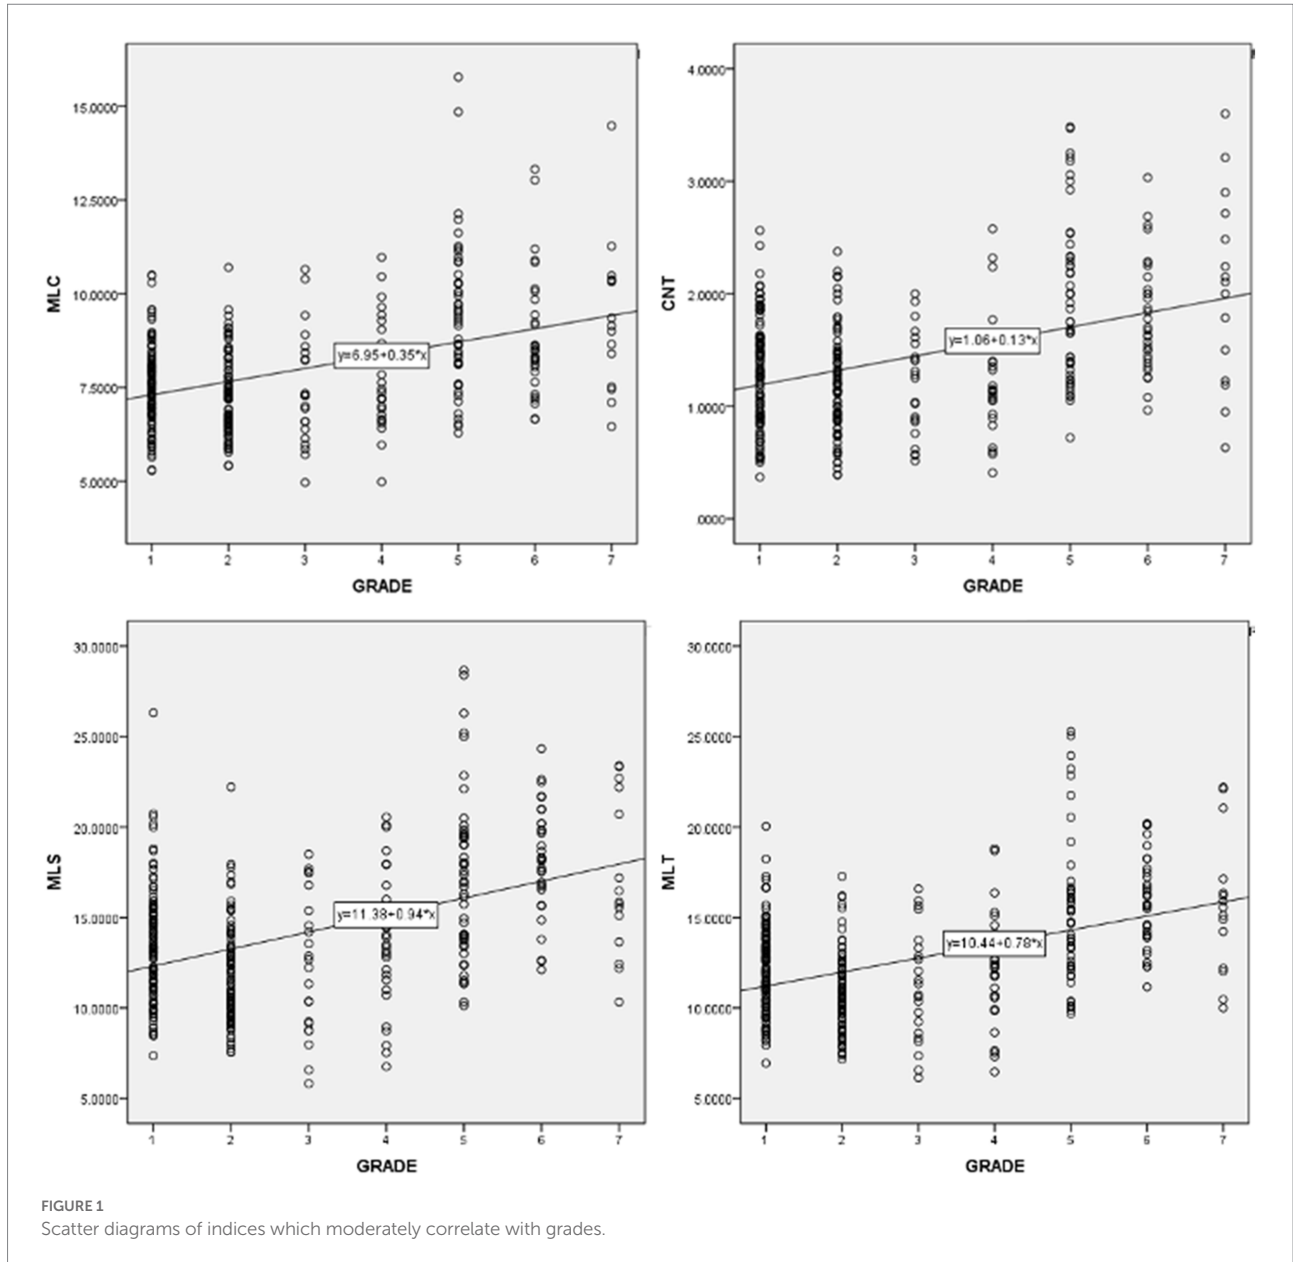 15.0000
12.5000
10.0000
7.5000
5.0000
MLC
y=6.95+0.35*x
1 2 3 4 5 6 7
GRADE
4.0000
3.0000
2.0000
1.0000
.0000
CNT
y=1.06+0.13*x
1 2 3 4 5 6 7
GRADE
30.0000
25.0000
20.0000
15.0000
10.0000
5.0000
MLS
y=11.38+0.94*x
1 2 3 4 5 6 7
GRADE
30.0000
25.0000
20.0000
15.0000
10.0000
5.0000
MLT
y=10.44+0.78*x
1 2 3 4 5 6 7
GRADE
FIGURE 1
Scatter diagrams of indices which moderately correlate with grades.